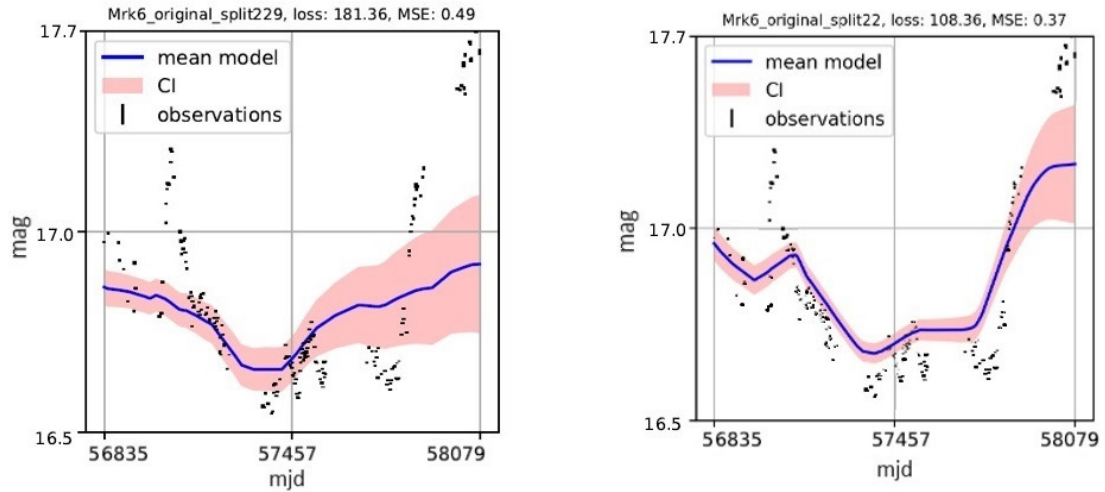 Mrk6_original_split229, loss: 181.36, MSE: 0.49
17.7
mean model
CI
observations
mag
17.0
16.5
56835
57457
58079
mjd
Mrk6_original_split22, loss: 108.36, MSE: 0.37
17.7
mean model
CI
observations
mag
17.0
16.5
56835
57457
58079
mjd